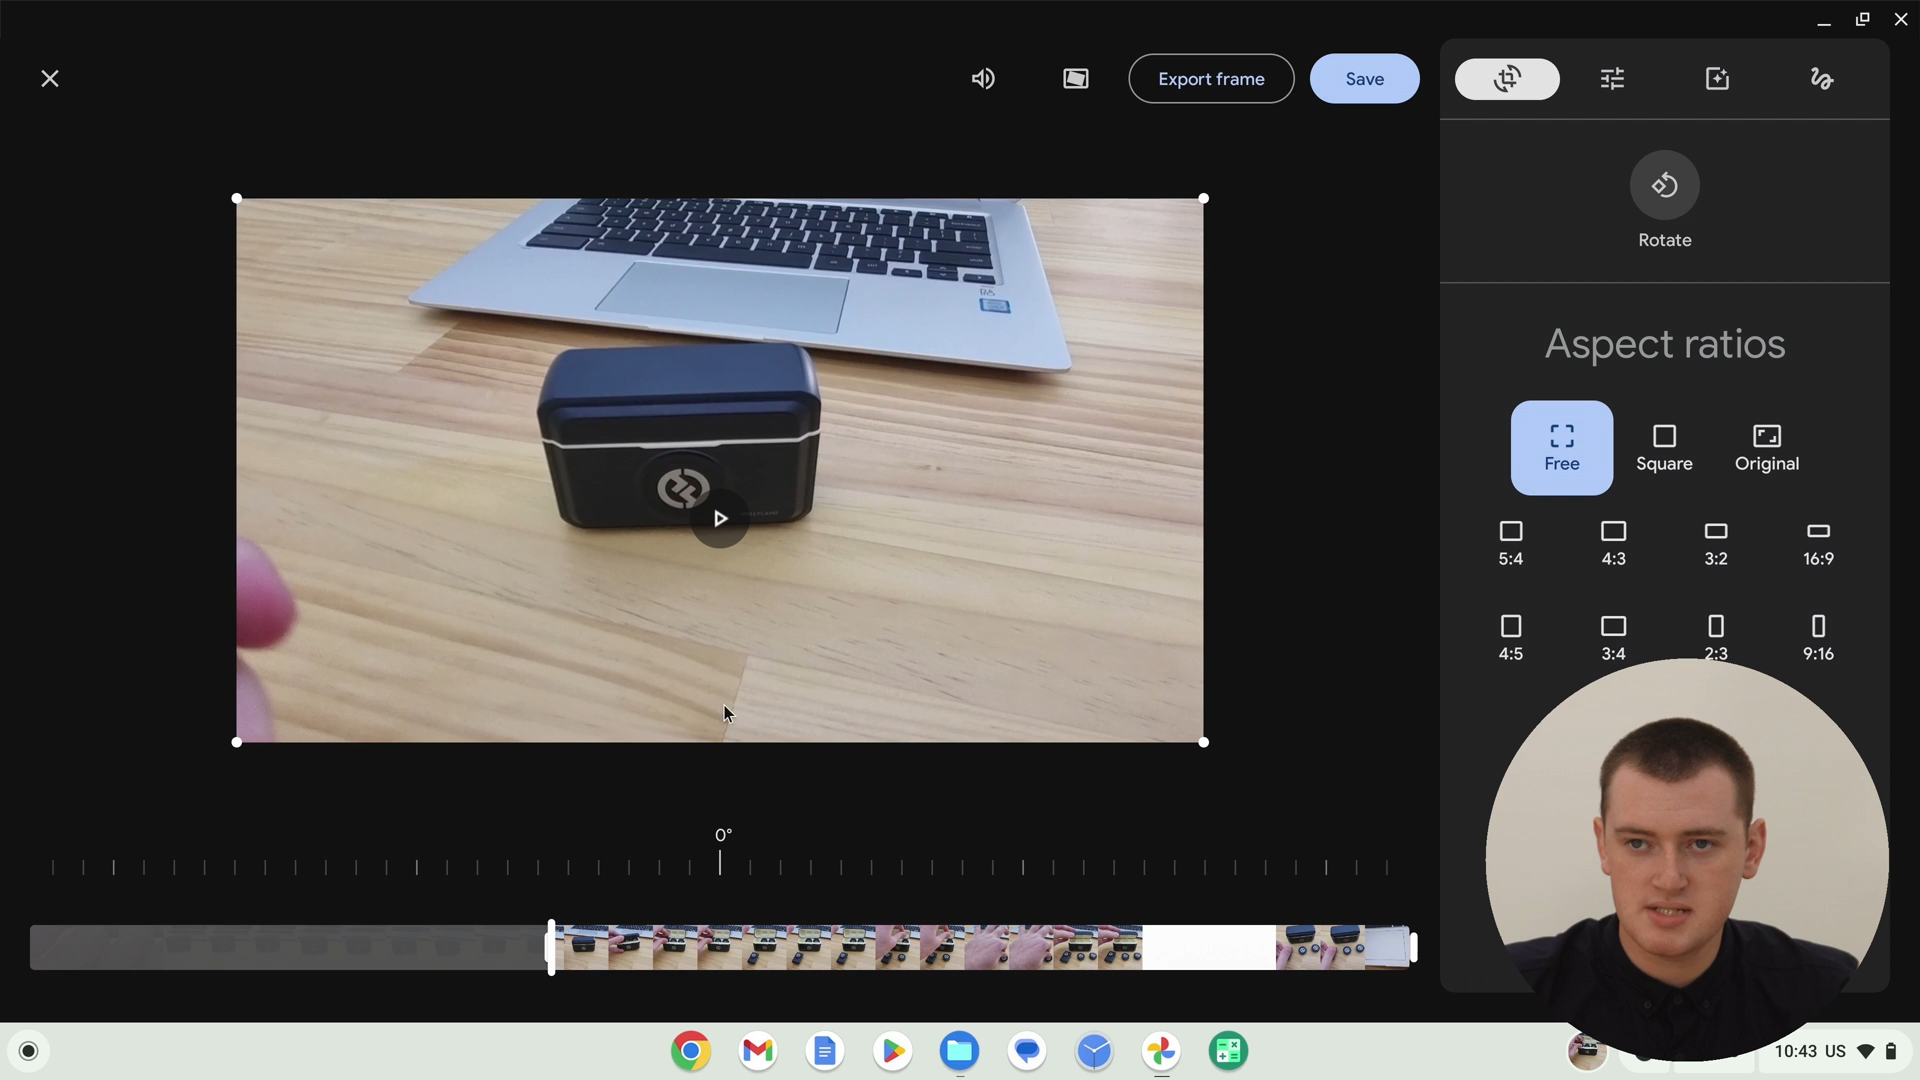 Export frame
Save
Rotate
Aspect ratios
Free
Square
Original
5:4
4:3
3:2
16:9
4:5
3:4
2:3
9:16
0°
10:43 US